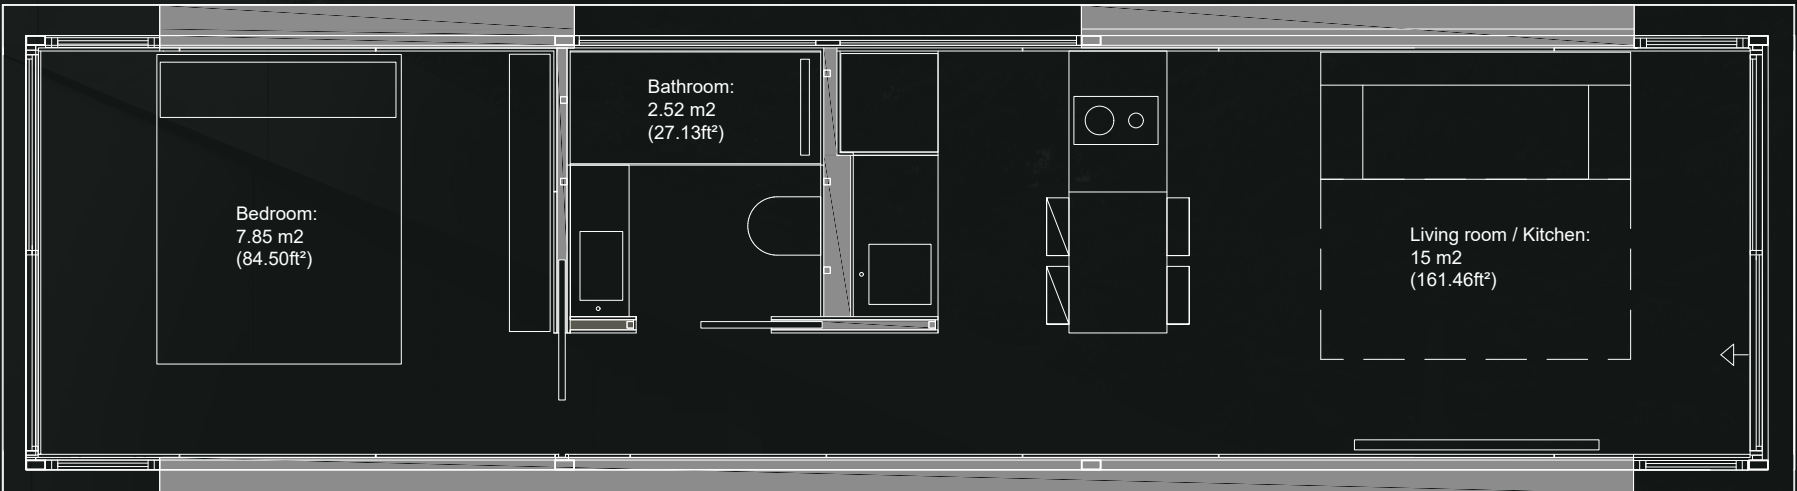 Bedroom:
7.85 m2
(84.50ft²)
Bathroom:
2.52 m2
(27.13ft²)
Living room / Kitchen:
15 m2
(161.46ft²)